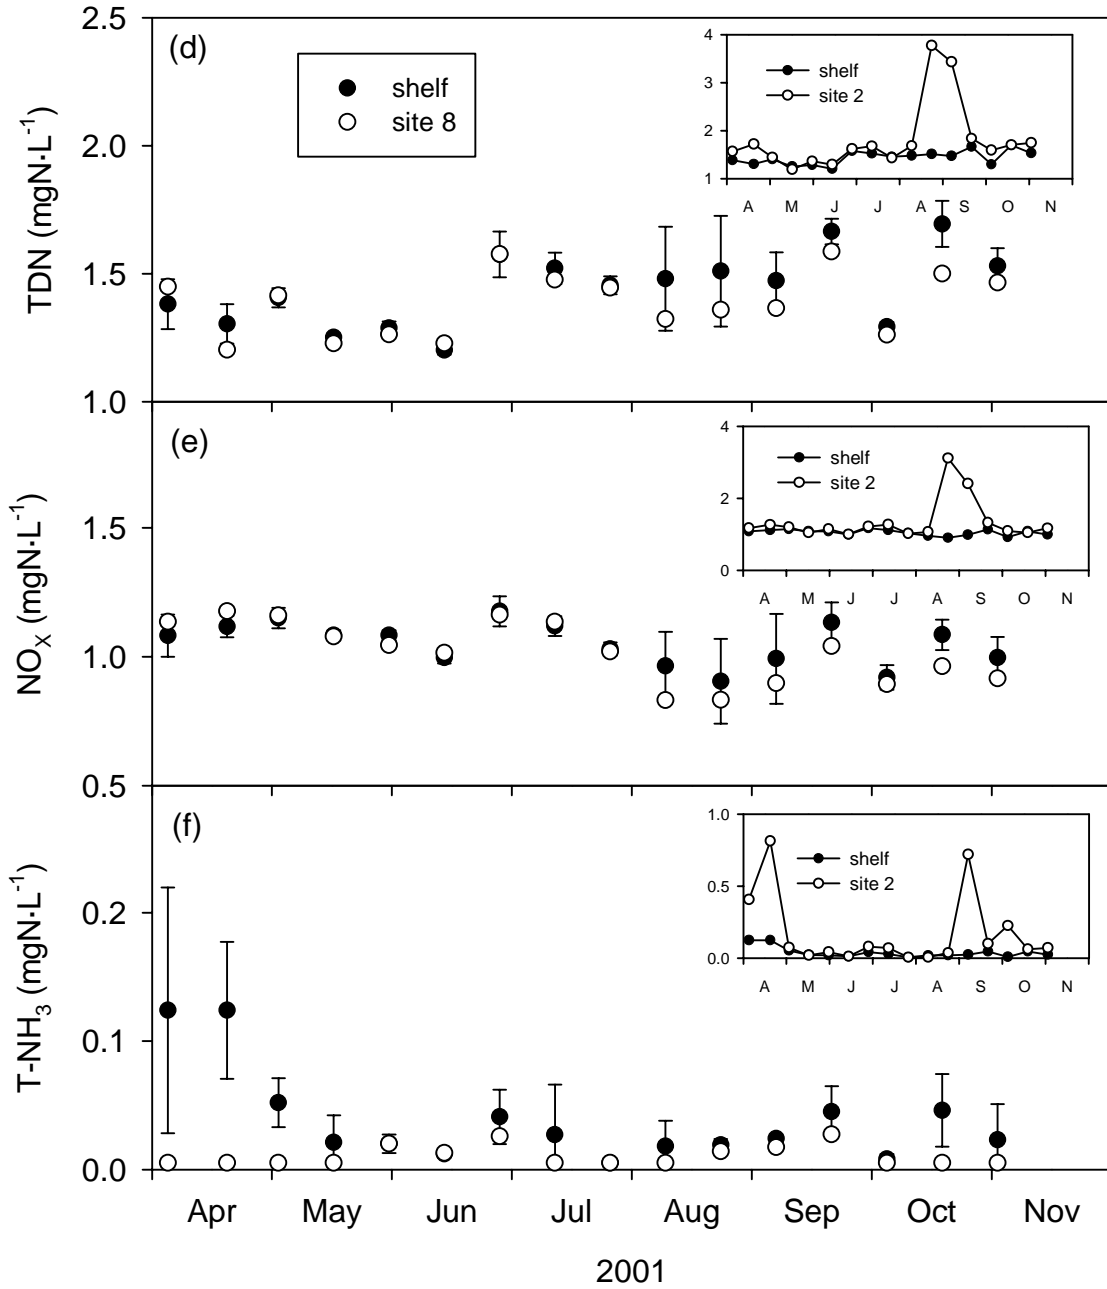 (d)
shelf
site 8
TDN (mgN·L-1)
2.5
2.0
1.5
1.0
shelf
site 2
4
3
2
1
A M J J A S O N
(e)
NOX (mgN·L-1)
1.5
1.0
0.5
shelf
site 2
4
2
0
A M J J A S O N
(f)
T-NH3 (mgN·L-1)
0.2
0.1
0.0
shelf
site 2
1.0
0.5
0.0
A M J J A S O N
Apr May Jun Jul Aug Sep Oct Nov
2001